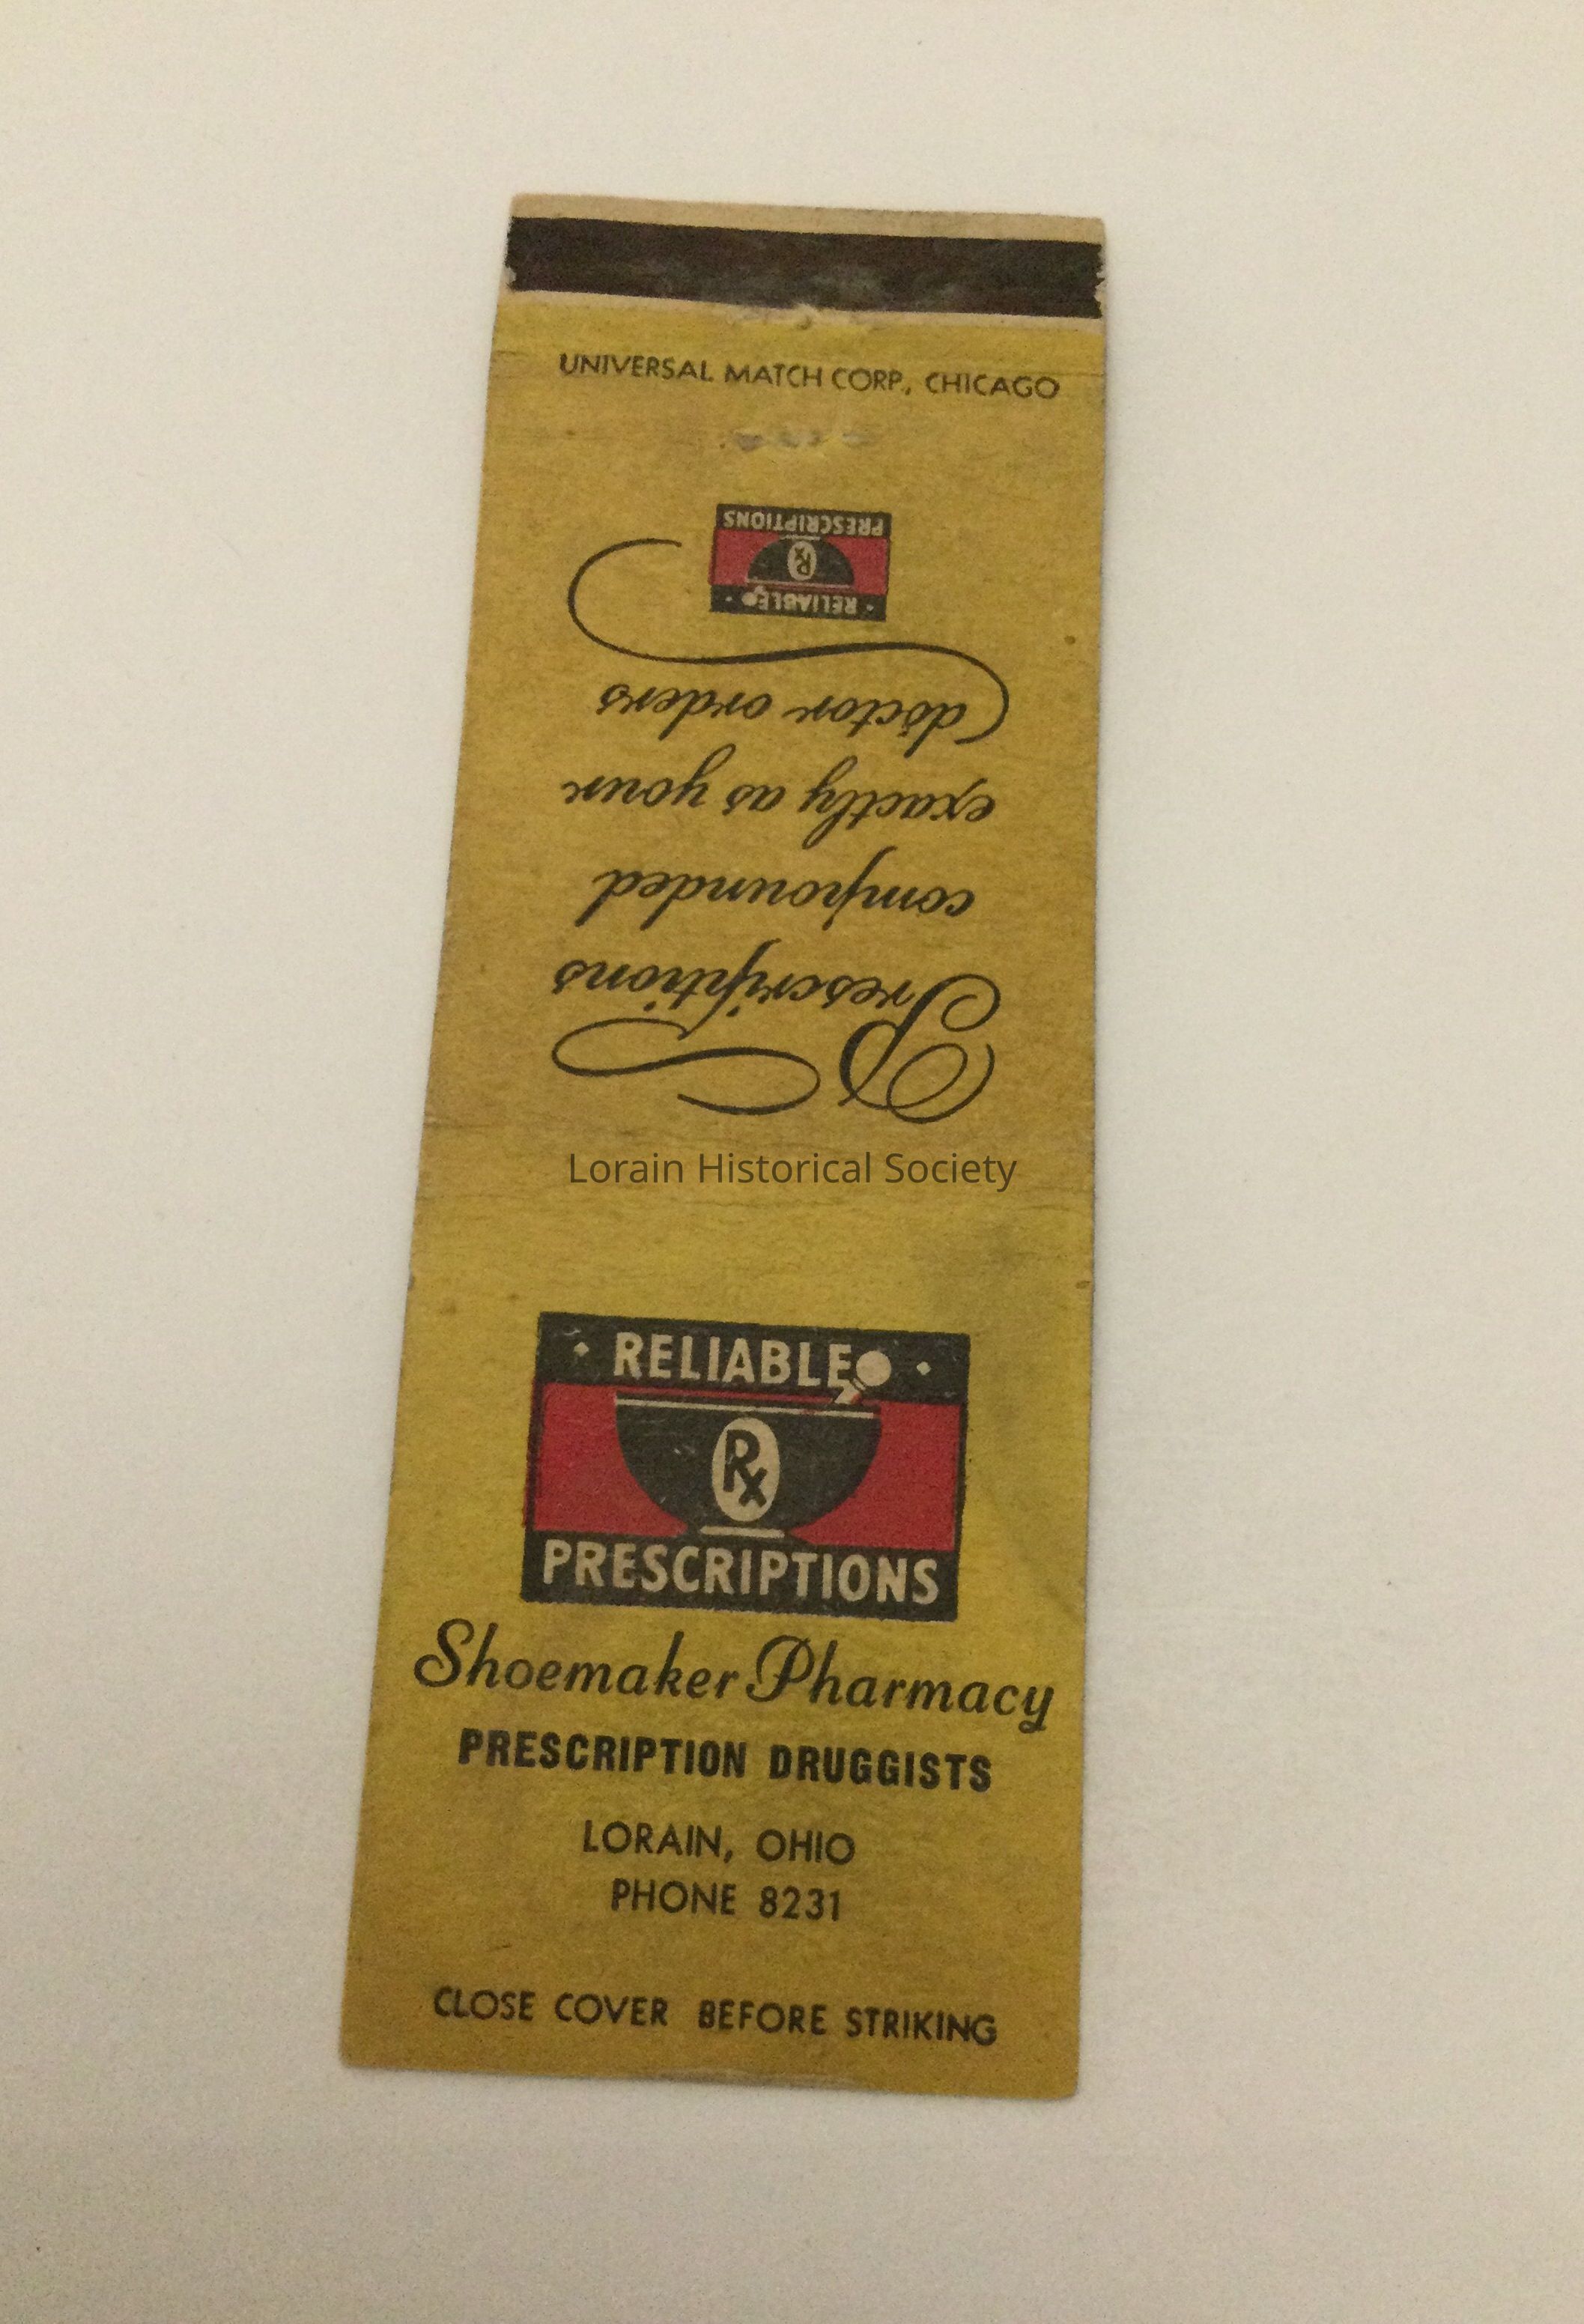 UNIVERSAL MATCH CORP., CHICAGO
Prescriptions
compounded
exactly as your
doctor orders
RELIABLE
Rx
PRESCRIPTIONS
Lorain Historical Society
RELIABLE
Rx
PRESCRIPTIONS
Shoemaker Pharmacy
PRESCRIPTION DRUGGISTS
LORAIN, OHIO
PHONE 8231
CLOSE COVER BEFORE STRIKING